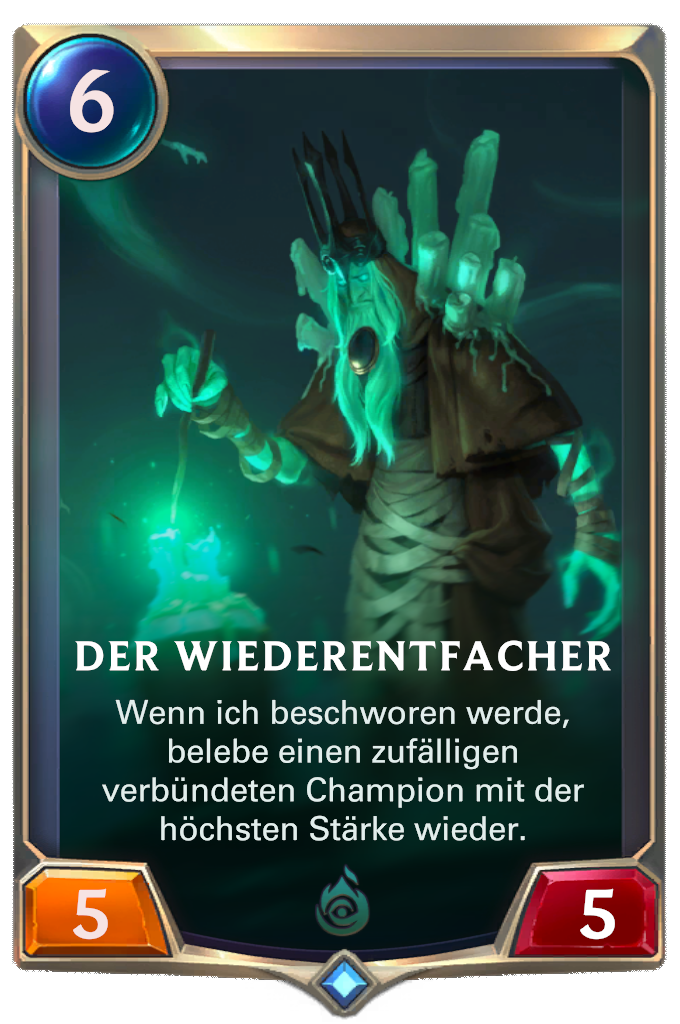 6
DER WIEDERENTFACHER
Wenn ich beschworen werde,
belebe einen zufälligen
verbündeten Champion mit der
höchsten Stärke wieder.
5
5